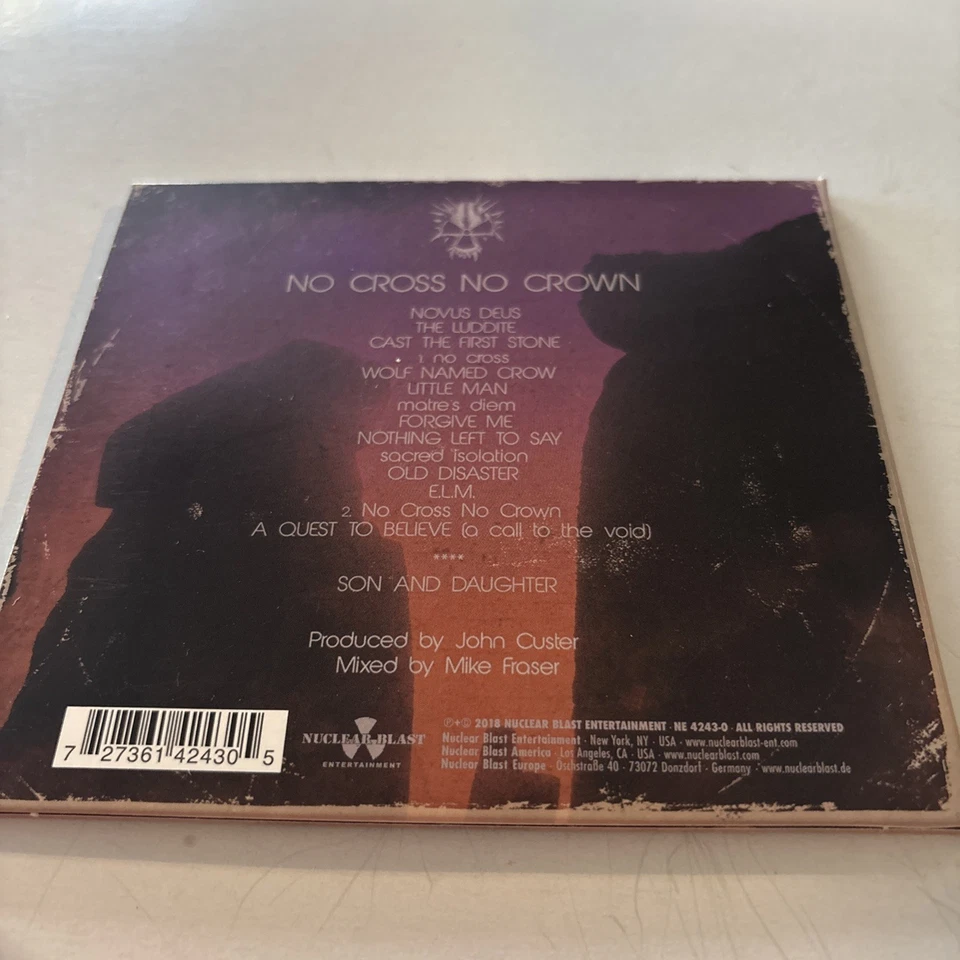 NO CROSS NO CROWN
NOVUS DEUS
THE LUDDITE
CAST THE FIRST STONE
1. no cross
WOLF NAMED CROW
LITTLE MAN
matre's diem
FORGIVE ME
NOTHING LEFT TO SAY
sacred isolation
OLD DISASTER
E.L.M.
2. No Cross No Crown
A QUEST TO BELIEVE (a call to the void)
****
SON AND DAUGHTER
Produced by John Custer
Mixed by Mike Fraser
7 27361 42430 5
NUCLEAR BLAST
ENTERTAINMENT
℗+© 2018 NUCLEAR BLAST ENTERTAINMENT · NE 4243-0 · ALL RIGHTS RESERVED
Nuclear Blast Entertainment · New York, NY · USA · www.nuclearblast-ent.com
Nuclear Blast America · Los Angeles, CA · USA · www.nuclearblast.com
Nuclear Blast Europe · Oschstraße 40 · 73072 Donzdorf · Germany · www.nuclearblast.de